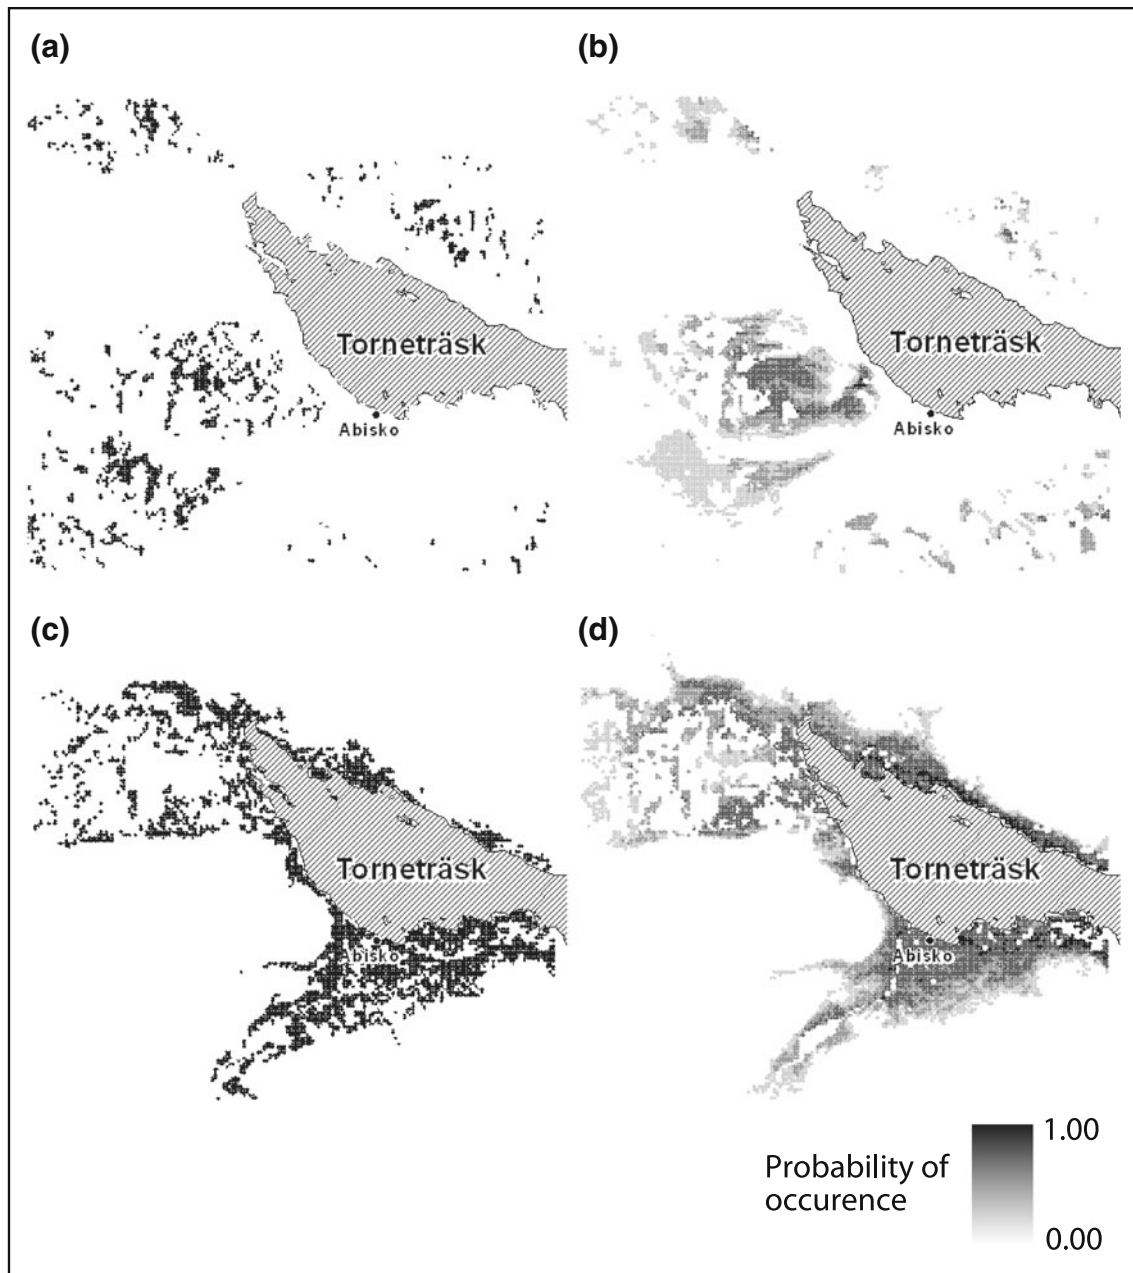 (a)
(b)
Torneträsk
Abisko
Torneträsk
Abisko
(c)
(d)
Torneträsk
Abisko
Torneträsk
Abisko
Probability of
occurence
1.00
0.00